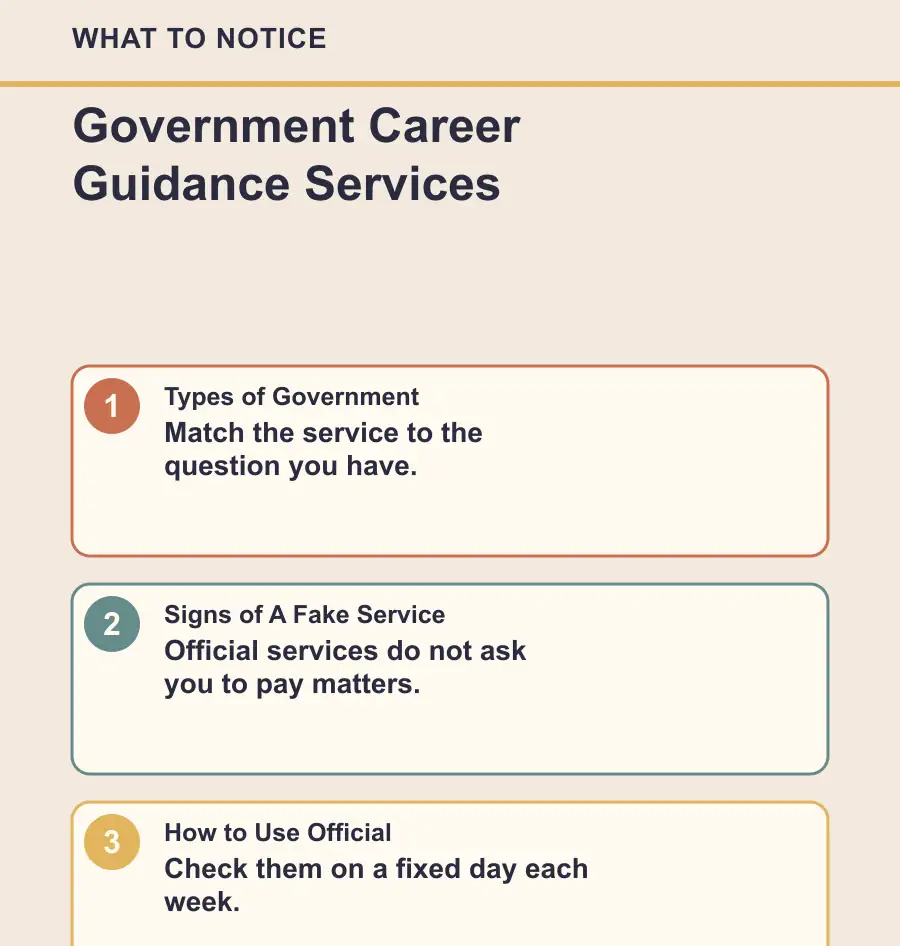 WHAT TO NOTICE
Government Career
Guidance Services
1
Types of Government
Match the service to the
question you have.
2
Signs of A Fake Service
Official services do not ask
you to pay matters.
3
How to Use Official
Check them on a fixed day each
week.